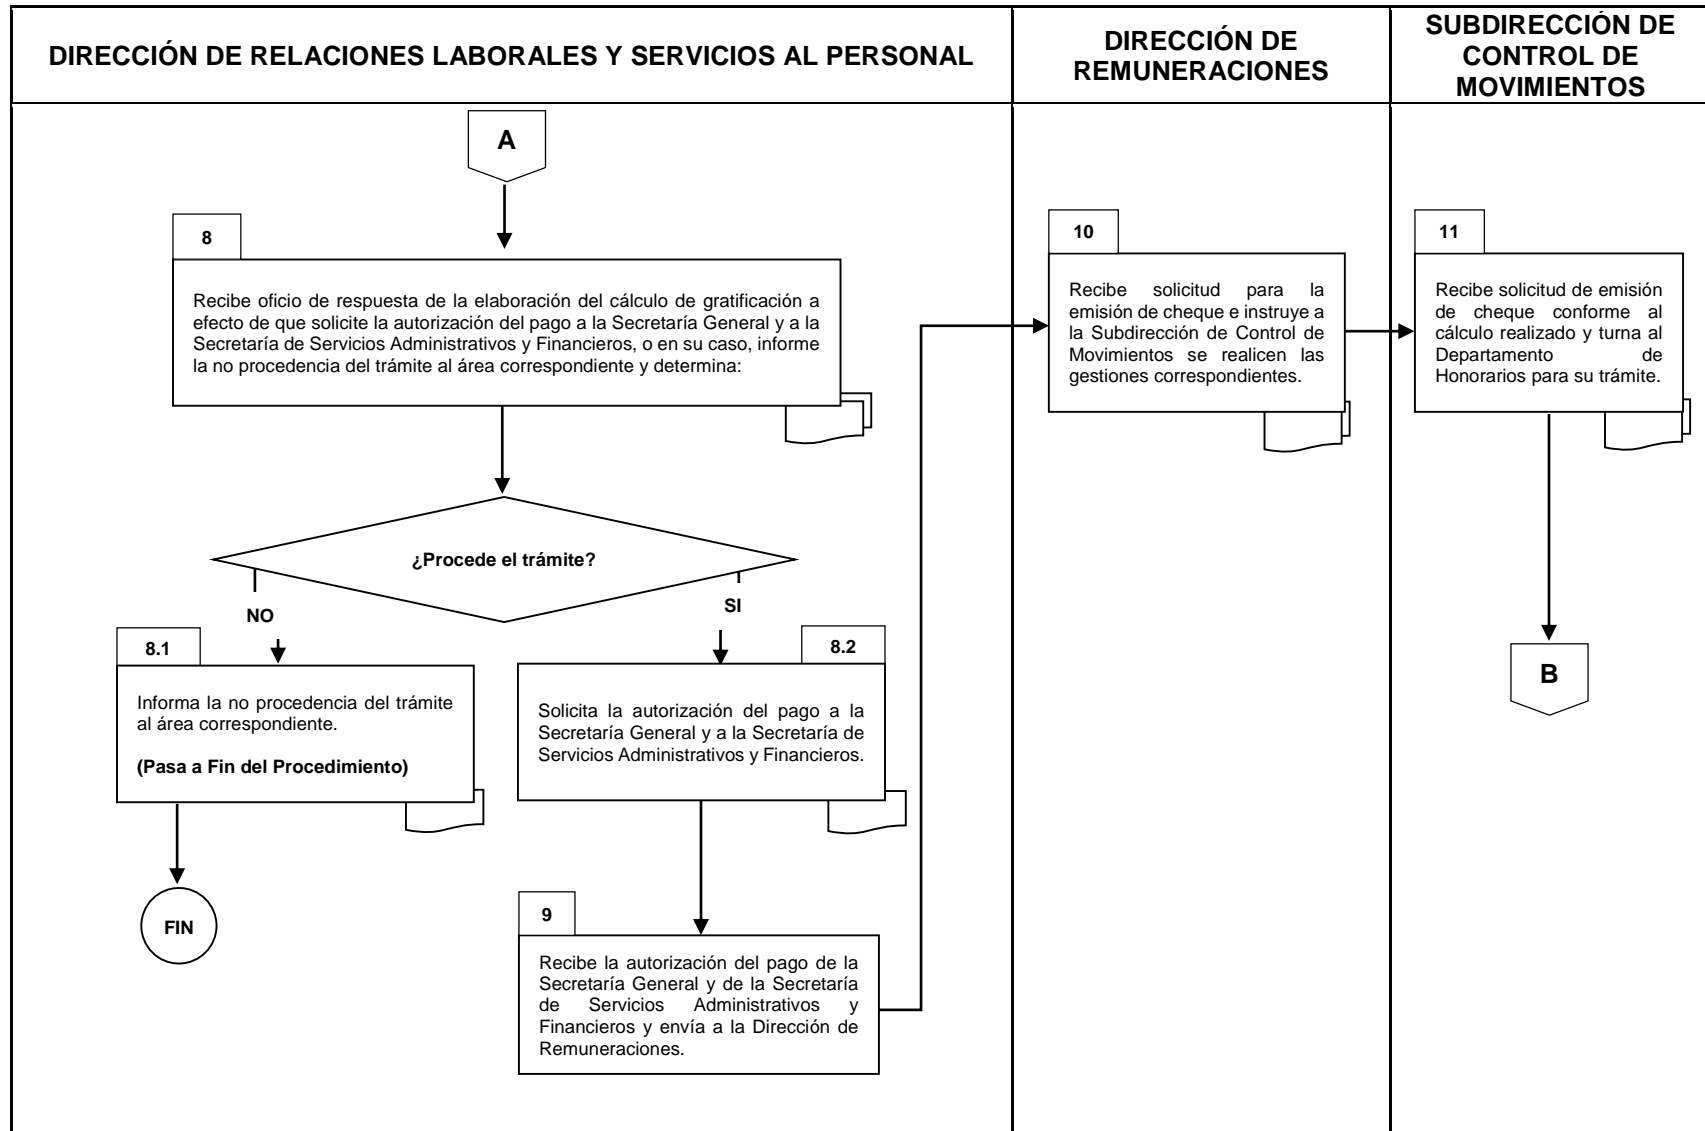 DIRECCIÓN DE RELACIONES LABORALES Y SERVICIOS AL PERSONAL
DIRECCIÓN DE
REMUNERACIONES
SUBDIRECCIÓN DE
CONTROL DE
MOVIMIENTOS
A
8
Recibe oficio de respuesta de la elaboración del cálculo de gratificación a
efecto de que solicite la autorización del pago a la Secretaría General y a la
Secretaría de Servicios Administrativos y Financieros, o en su caso, informe
la no procedencia del trámite al área correspondiente y determina:
¿Procede el trámite?
NO
SI
8.1
Informa la no procedencia del trámite
al área correspondiente.
(Pasa a Fin del Procedimiento)
FIN
8.2
Solicita la autorización del pago a la
Secretaría General y a la Secretaría de
Servicios Administrativos y Financieros.
9
Recibe la autorización del pago de la
Secretaría General y de la Secretaría
de Servicios Administrativos y
Financieros y envía a la Dirección de
Remuneraciones.
10
Recibe solicitud para la
emisión de cheque e instruye a
la Subdirección de Control de
Movimientos se realicen las
gestiones correspondientes.
11
Recibe solicitud de emisión
de cheque conforme al
cálculo realizado y turna al
Departamento de
Honorarios para su trámite.
B